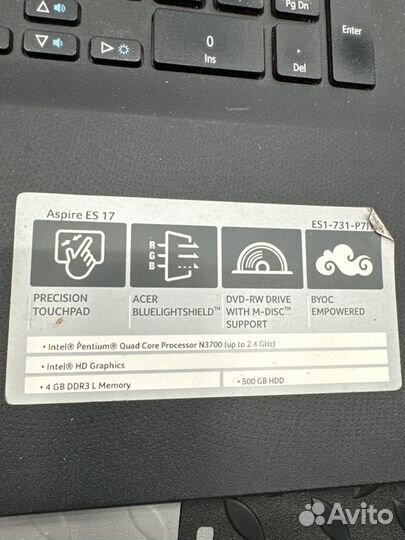 Pg Dn
0
Ins
.
Del
Enter
Aspire ES 17
ES1-731-P7
R
G
B
PRECISION
TOUCHPAD
ACER
BLUELIGHTSHIELD™
DVD-RW DRIVE
WITH M-DISC™
SUPPORT
BYOC
EMPOWERED
• Intel® Pentium® Quad Core Processor N3700 (up to 2.4 GHz)
• Intel® HD Graphics
• 4 GB DDR3 L Memory
• 500 GB HDD
Avito